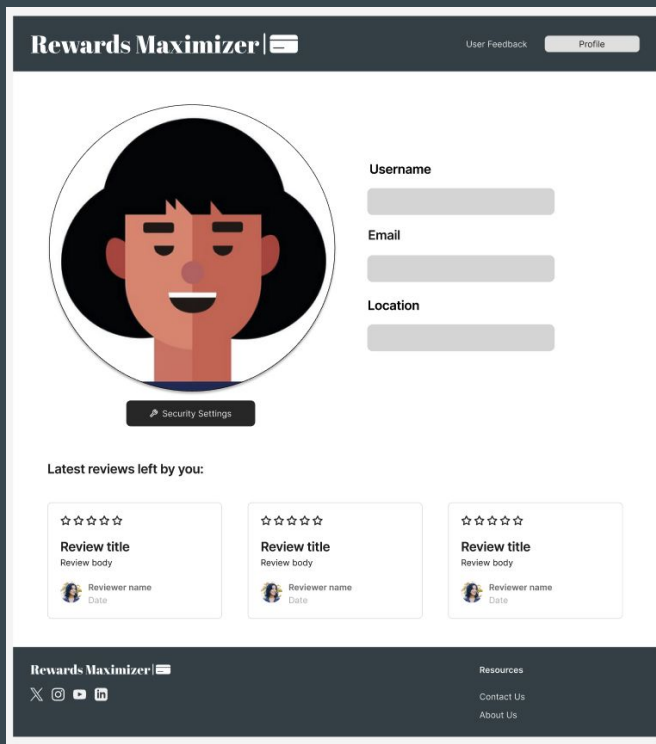 Rewards Maximizer
User Feedback
Profile
Username
Email
Location
Security Settings
Latest reviews left by you:
Review title
Review body
Reviewer name
Date
Review title
Review body
Reviewer name
Date
Review title
Review body
Reviewer name
Date
Rewards Maximizer
Resources
Contact Us
About Us